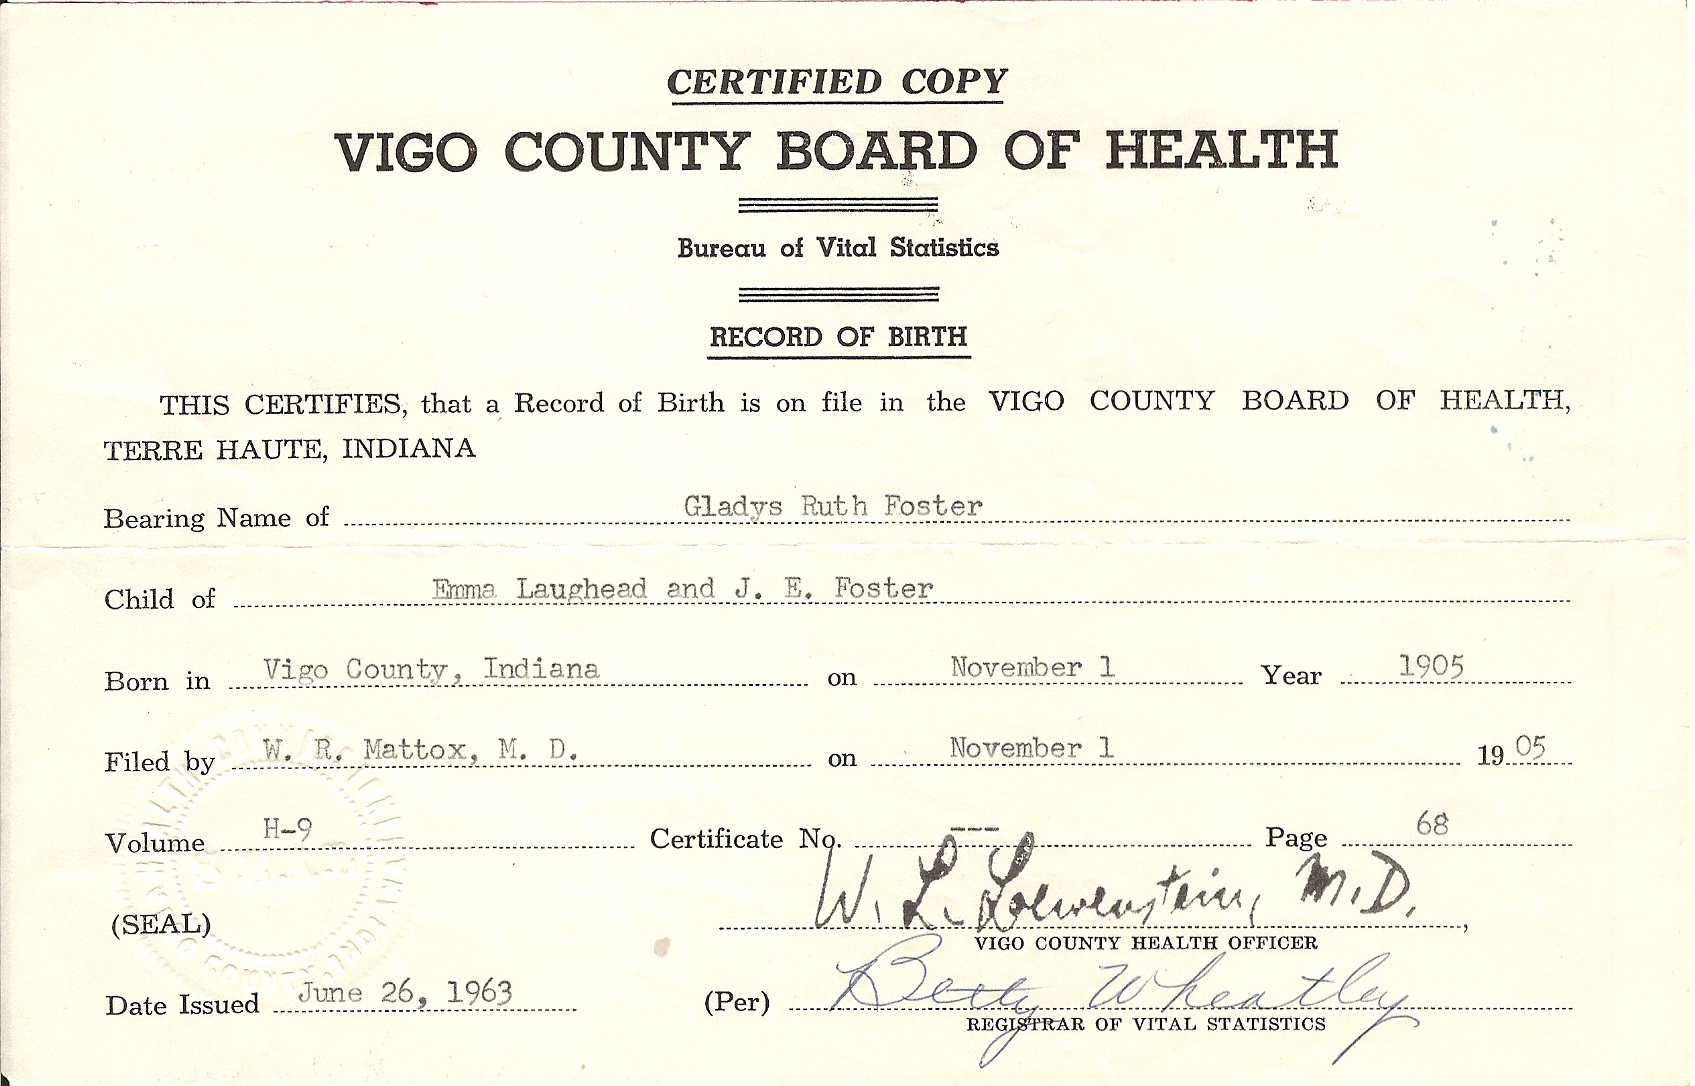 CERTIFIED COPY
VIGO COUNTY BOARD OF HEALTH
Bureau of Vital Statistics
RECORD OF BIRTH
THIS CERTIFIES, that a Record of Birth is on file in the VIGO COUNTY BOARD OF HEALTH,
TERRE HAUTE, INDIANA
Bearing Name of Gladys Ruth Foster
Child of Emma Laughead and J. E. Foster
Born in Vigo County, Indiana on November 1 Year 1905
Filed by W. R. Mattox, M. D. on November 1 1905
Volume H-9 Certificate No. --- Page 68
(SEAL) W. L. Loewenstein, M.D.,
VIGO COUNTY HEALTH OFFICER
Date Issued June 26, 1963 (Per) Betty Wheatley
REGISTRAR OF VITAL STATISTICS